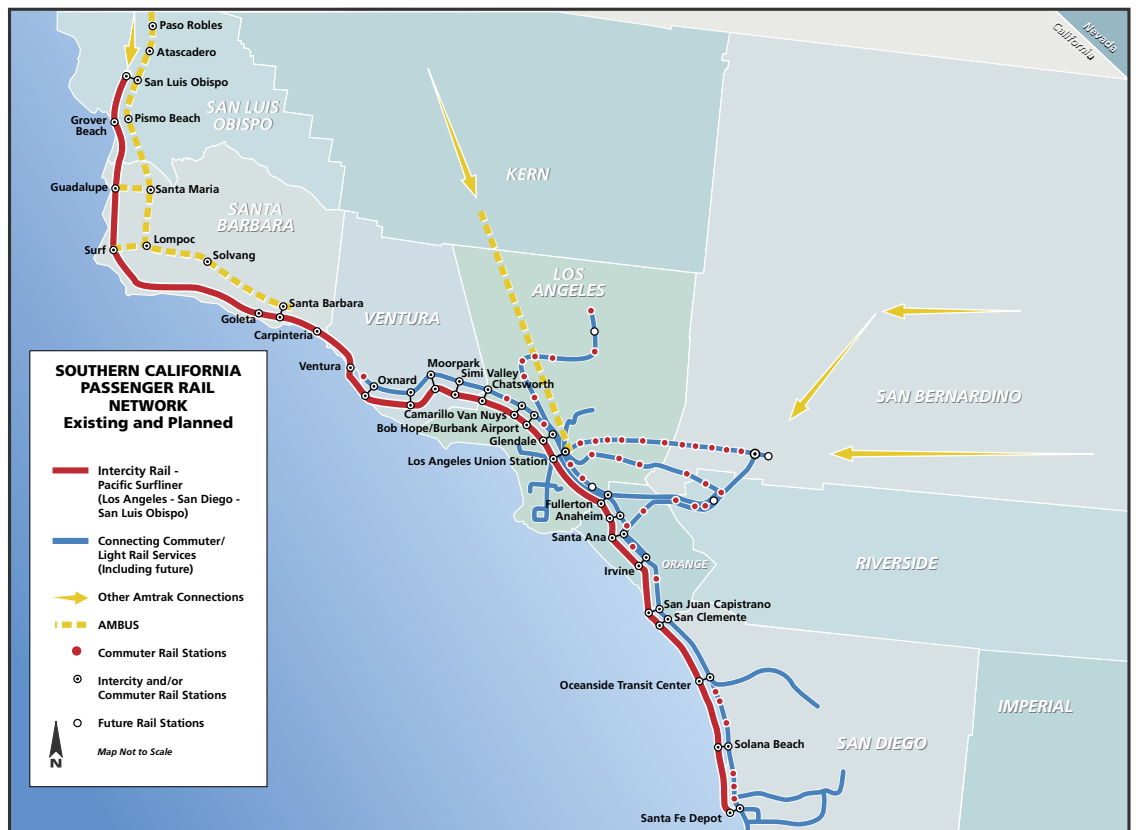 Nevada
California
Paso Robles
Atascadero
San Luis Obispo
SAN LUIS
OBISPO
Pismo Beach
Grover
Beach
KERN
Guadalupe
Santa Maria
SANTA
BARBARA
Lompoc
Surf
Solvang
LOS
ANGELES
Santa Barbara
Goleta
Carpinteria
VENTURA
Ventura
Oxnard
Moorpark
Simi Valley
Chatsworth
Camarillo
Van Nuys
Bob Hope/Burbank Airport
Glendale
Los Angeles Union Station
SAN BERNARDINO
Fullerton
Anaheim
Santa Ana
Irvine
ORANGE
RIVERSIDE
San Juan Capistrano
San Clemente
Oceanside Transit Center
IMPERIAL
Solana Beach
SAN DIEGO
Santa Fe Depot
SOUTHERN CALIFORNIA
PASSENGER RAIL
NETWORK
Existing and Planned
Intercity Rail -
Pacific Surfliner
(Los Angeles - San Diego -
San Luis Obispo)
Connecting Commuter/
Light Rail Services
(Including future)
Other Amtrak Connections
AMBUS
Commuter Rail Stations
Intercity and/or
Commuter Rail Stations
Future Rail Stations
Map Not to Scale
N